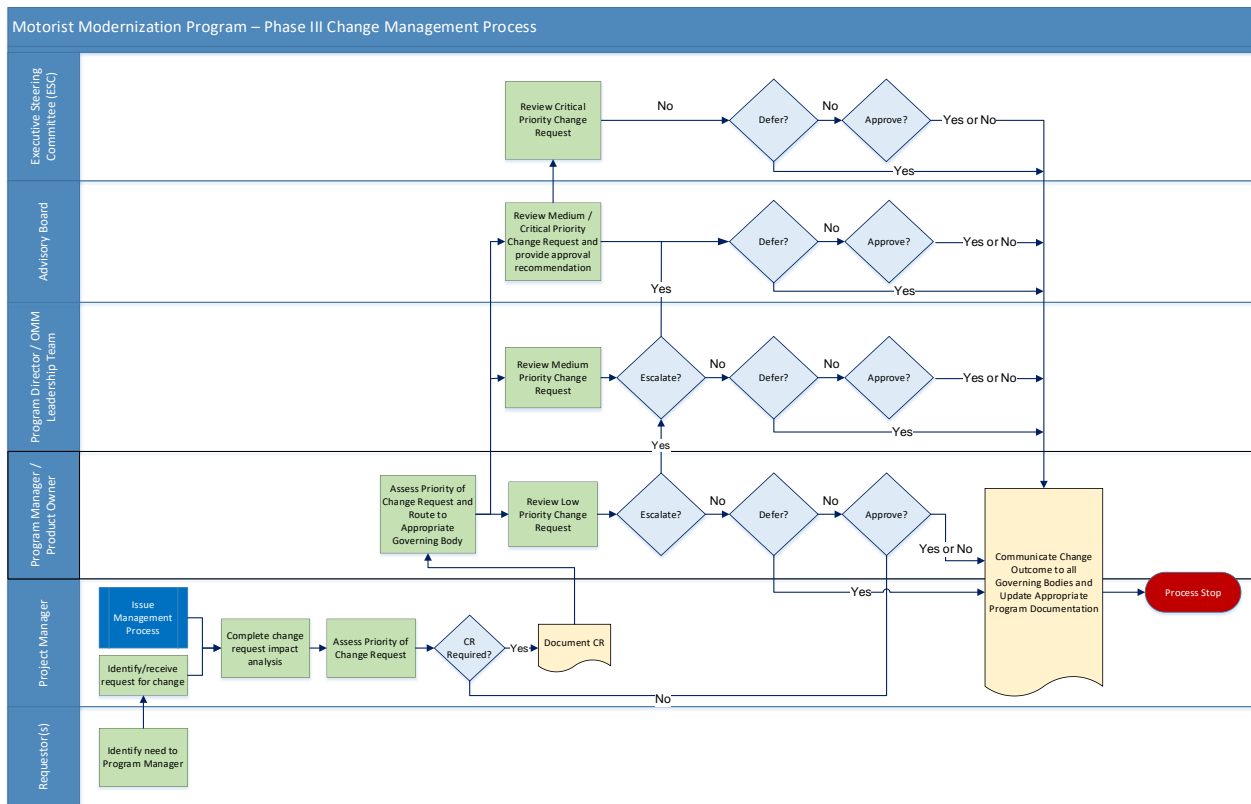 Motorist Modernization Program – Phase III Change Management Process
Executive Steering
Committee (ESC)
Review Critical
Priority Change
Request
No
Defer?
No
Approve?
Yes or No
Yes
Advisory Board
Review Medium /
Critical Priority
Change Request and
provide approval
recommendation
Defer?
No
Approve?
Yes or No
Yes
Yes
Program Director / OMM
Leadership Team
Review Medium
Priority Change
Request
Escalate?
No
Defer?
No
Approve?
Yes or No
Yes
Yes
Program Manager /
Product Owner
Assess Priority of
Change Request and
Route to
Appropriate
Governing Body
Review Low
Priority Change
Request
Escalate?
No
Defer?
No
Approve?
Yes or No
Yes
Communicate Change
Outcome to all
Governing Bodies and
Update Appropriate
Program Documentation
Process Stop
Project Manager
Issue
Management
Process
Identify/receive
request for change
Complete change
request impact
analysis
Assess Priority of
Change Request
CR
Required?
Yes
Document CR
No
Requestor(s)
Identify need to
Program Manager